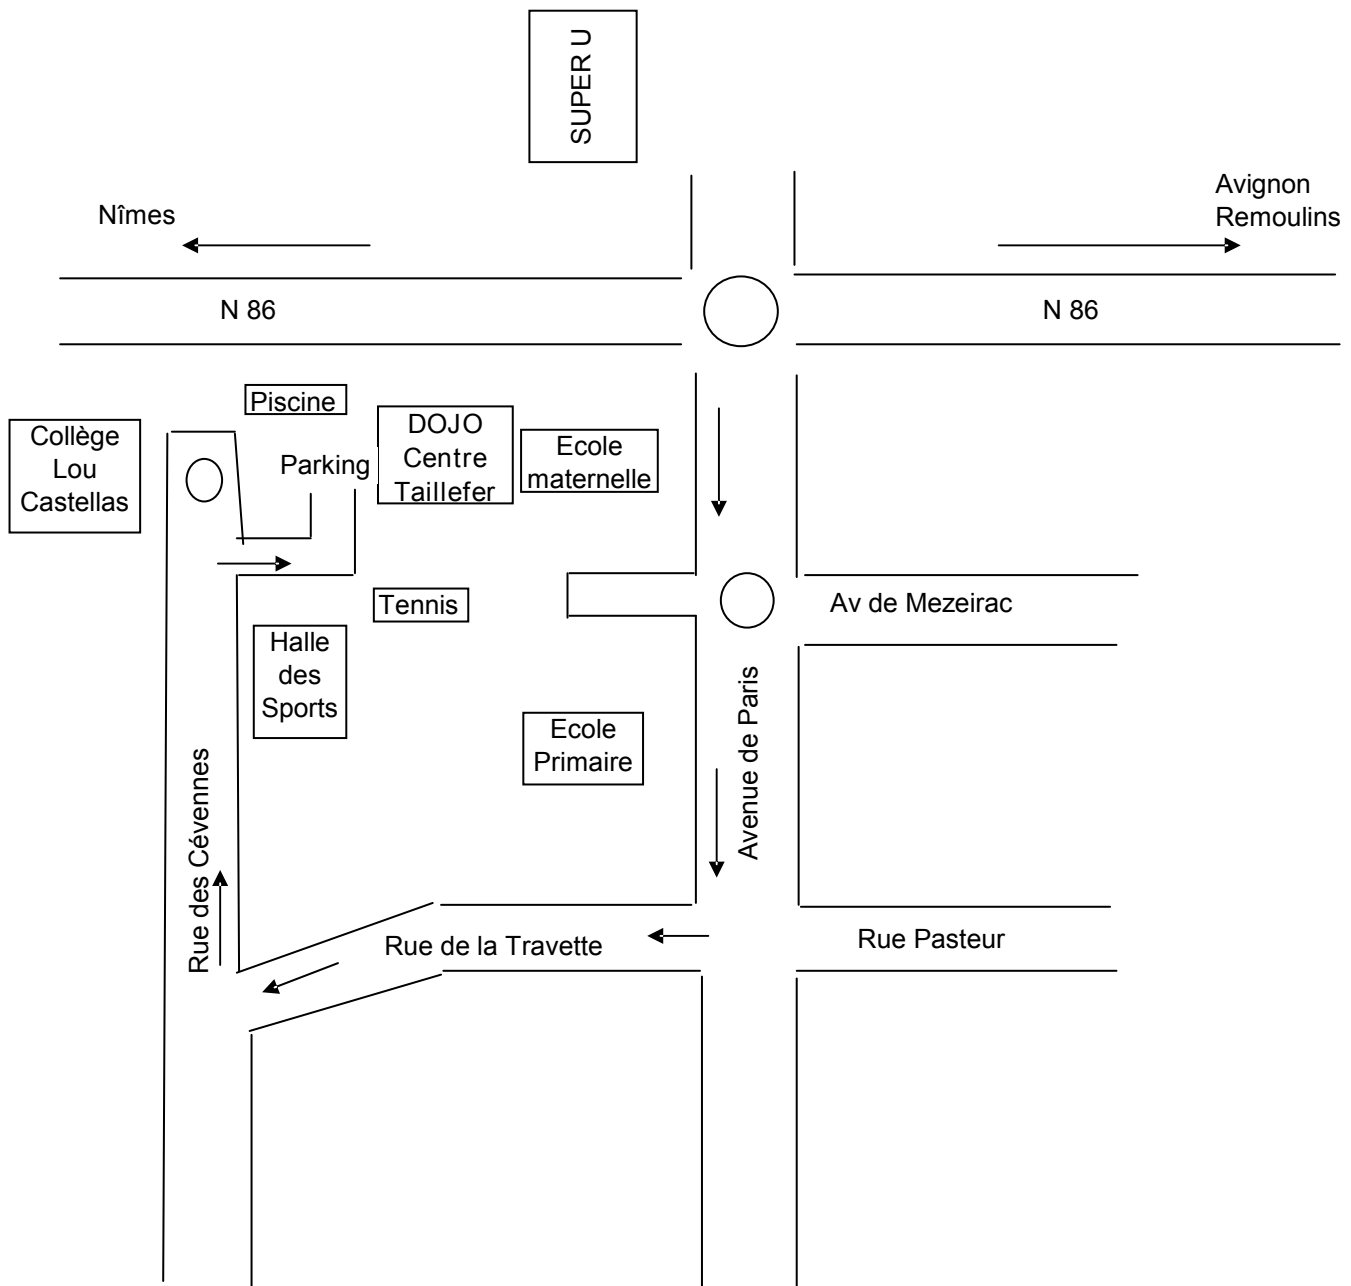 SUPER U
Nîmes
Avignon
Remoulins
N 86
N 86
Piscine
Collège
Lou
Castellas
Parking
DOJO
Centre
Taillefer
Ecole
maternelle
Tennis
Av de Mezeirac
Halle
des
Sports
Ecole
Primaire
Avenue de Paris
Rue des Cévennes
Rue de la Travette
Rue Pasteur